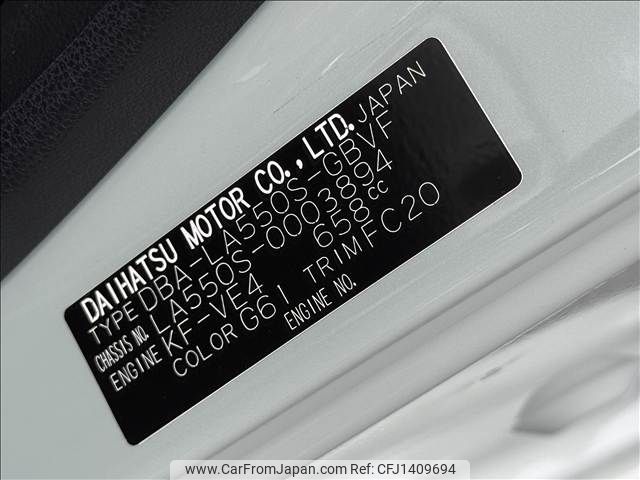 DAIHATSU MOTOR CO., LTD. JAPAN
TYPE DBA-LA550S-GBVF
CHASSIS NO. LA550S-0003894
ENGINE KF-VE4 658cc
COLOR G61 TRIM FC20
ENGINE NO.
www.CarFromJapan.com CFJ1409694